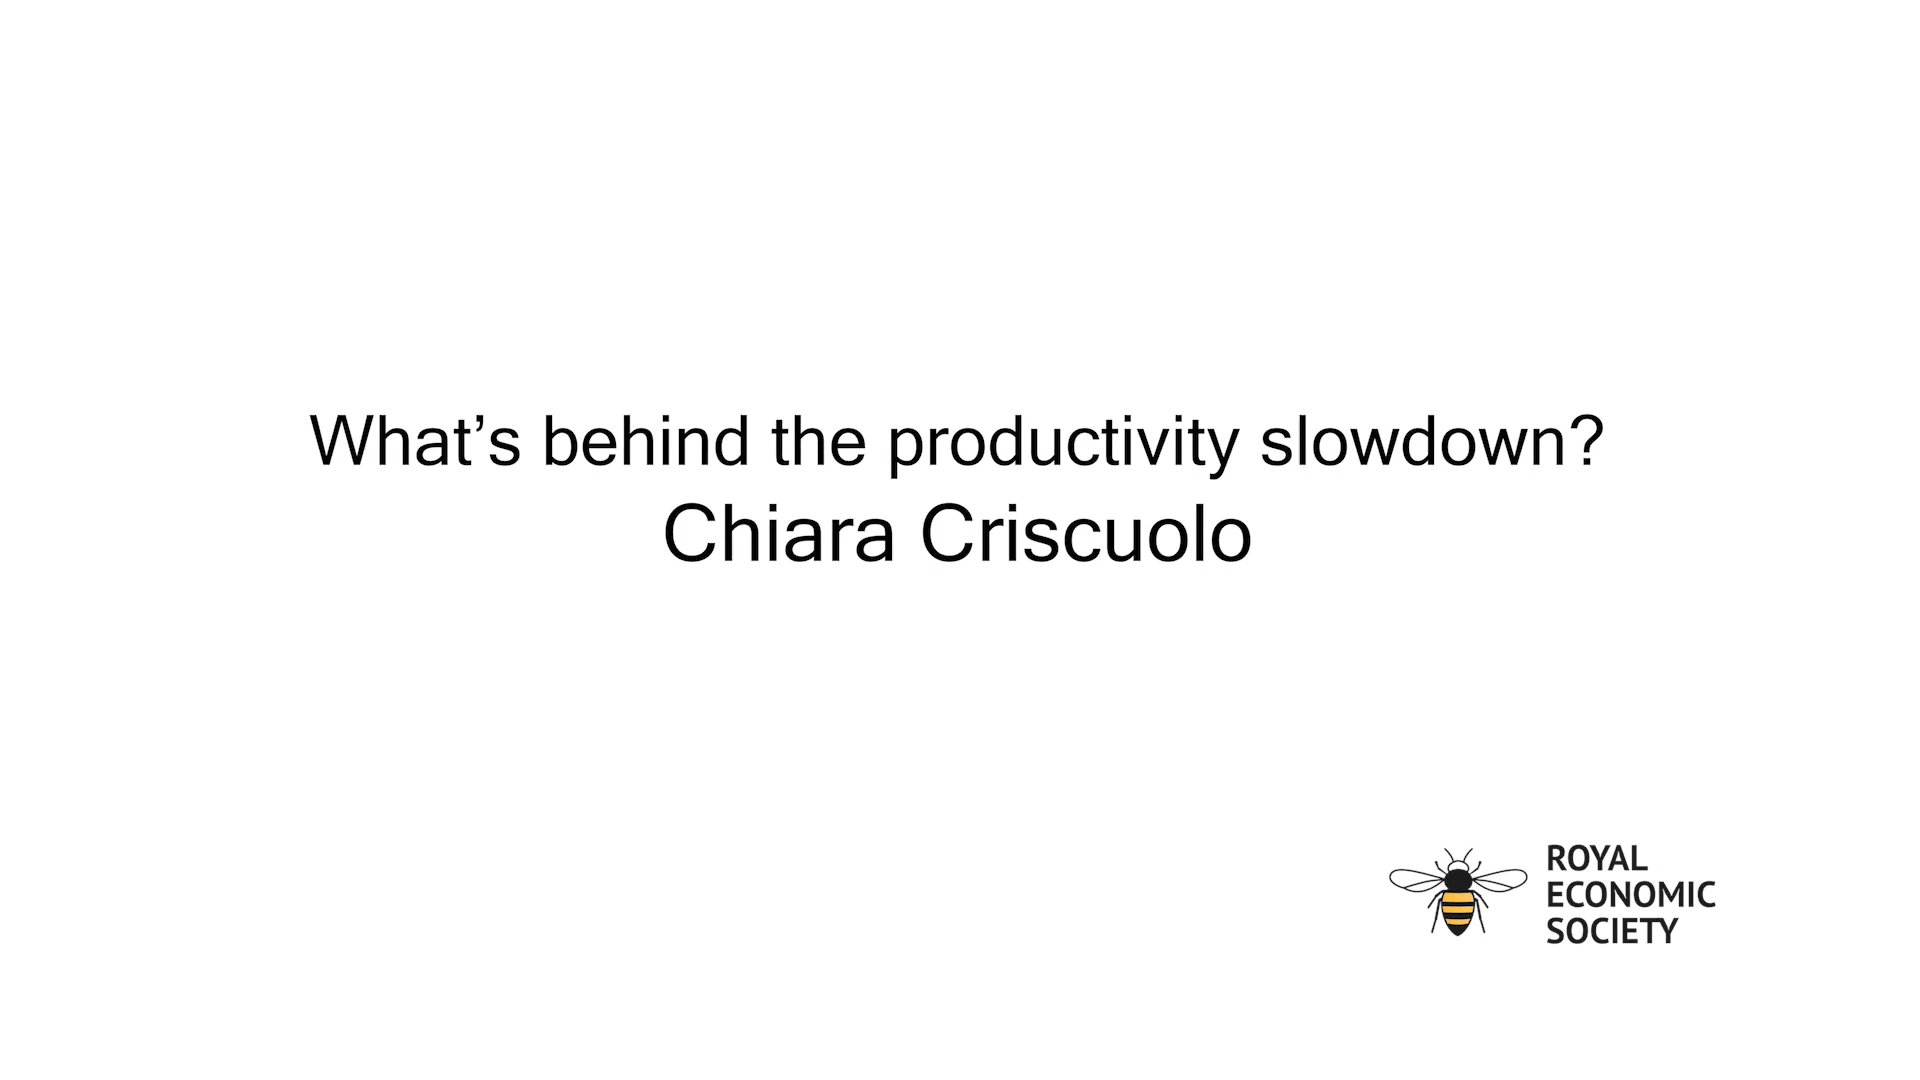 What’s behind the productivity slowdown?
Chiara Criscuolo
ROYAL
ECONOMIC
SOCIETY